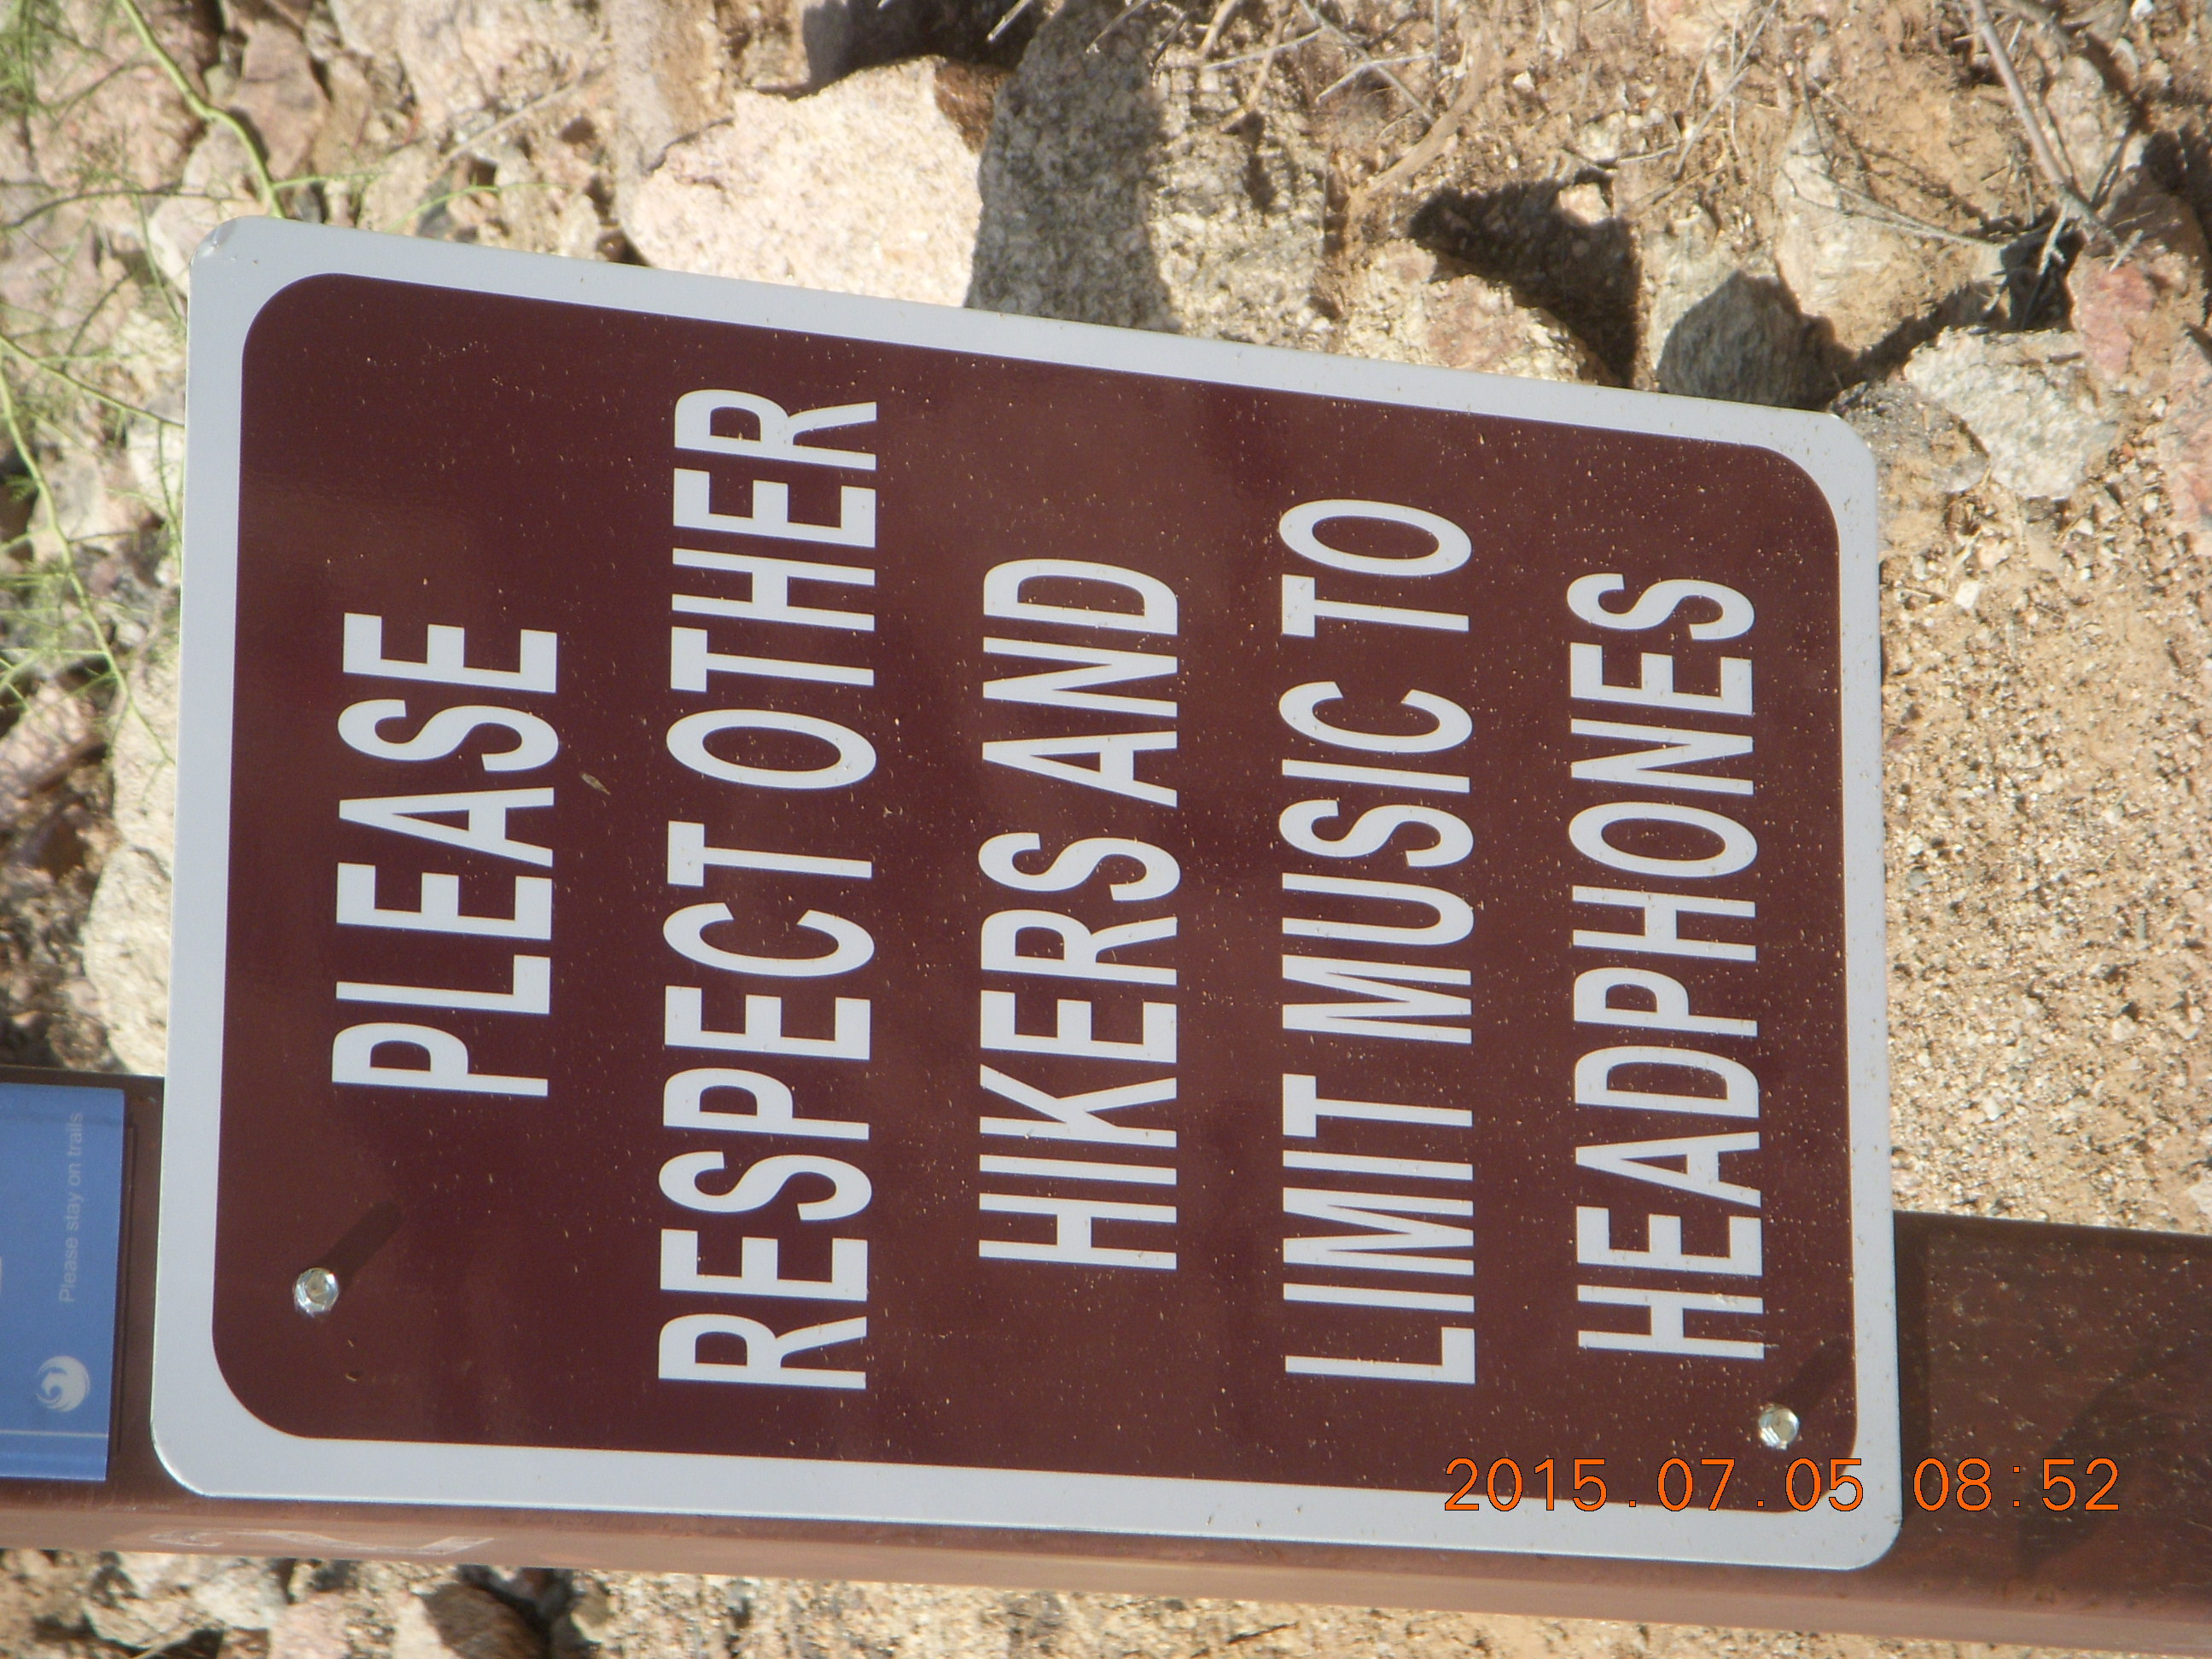 Please stay on trails
PLEASE
RESPECT OTHER
HIKERS AND
LIMIT MUSIC TO
HEADPHONES
2015.07.05 08:52